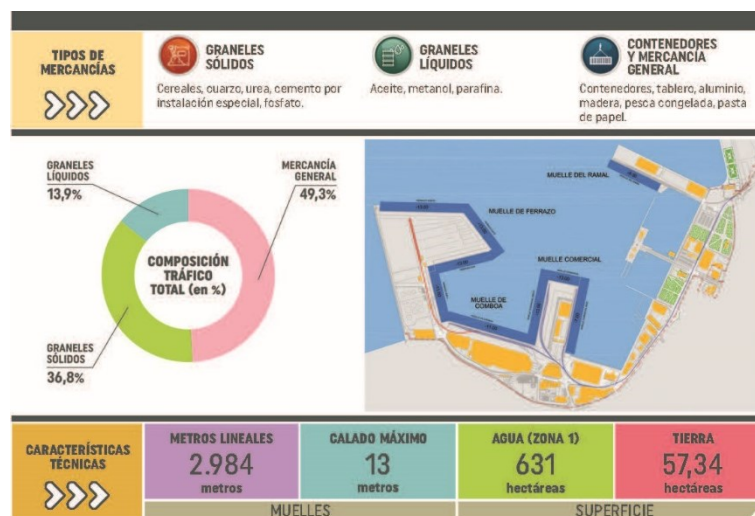 TIPOS DE
MERCANCÍAS
GRANELES
SÓLIDOS
Cereales, cuarzo, urea, cemento por
instalación especial, fosfato.
GRANELES
LÍQUIDOS
Aceite, metanol, parafina.
CONTENEDORES
Y MERCANCÍA
GENERAL
Contenedores, tablero, aluminio,
madera, pesca congelada, pasta
de papel.
GRANELES
LÍQUIDOS
13,9%
MERCANCÍA
GENERAL
49,3%
COMPOSICIÓN
TRÁFICO
TOTAL (en %)
GRANELES
SÓLIDOS
36,8%
MUELLE DEL RAMAL
MUELLE DE FERRAZO
MUELLE COMERCIAL
MUELLE DE
COMBOA
CARACTERÍSTICAS
TÉCNICAS
METROS LINEALES
2.984
metros
CALADO MÁXIMO
13
metros
AGUA (ZONA 1)
631
hectáreas
TIERRA
57,34
hectáreas
MUELLES
SUPERFICIE